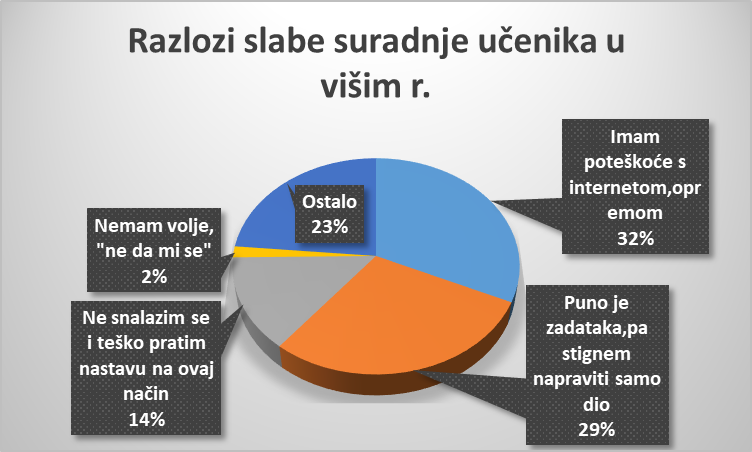 Razlozi slabe suradnje učenika u
višim r.
Imam
poteškoće s
internetom,opr
emom
32%
Ostalo
23%
Nemam volje,
"ne da mi se"
2%
Ne snalazim se
i teško pratim
nastavu na ovaj
način
14%
Puno je
zadataka,pa
stignem
napraviti samo
dio
29%